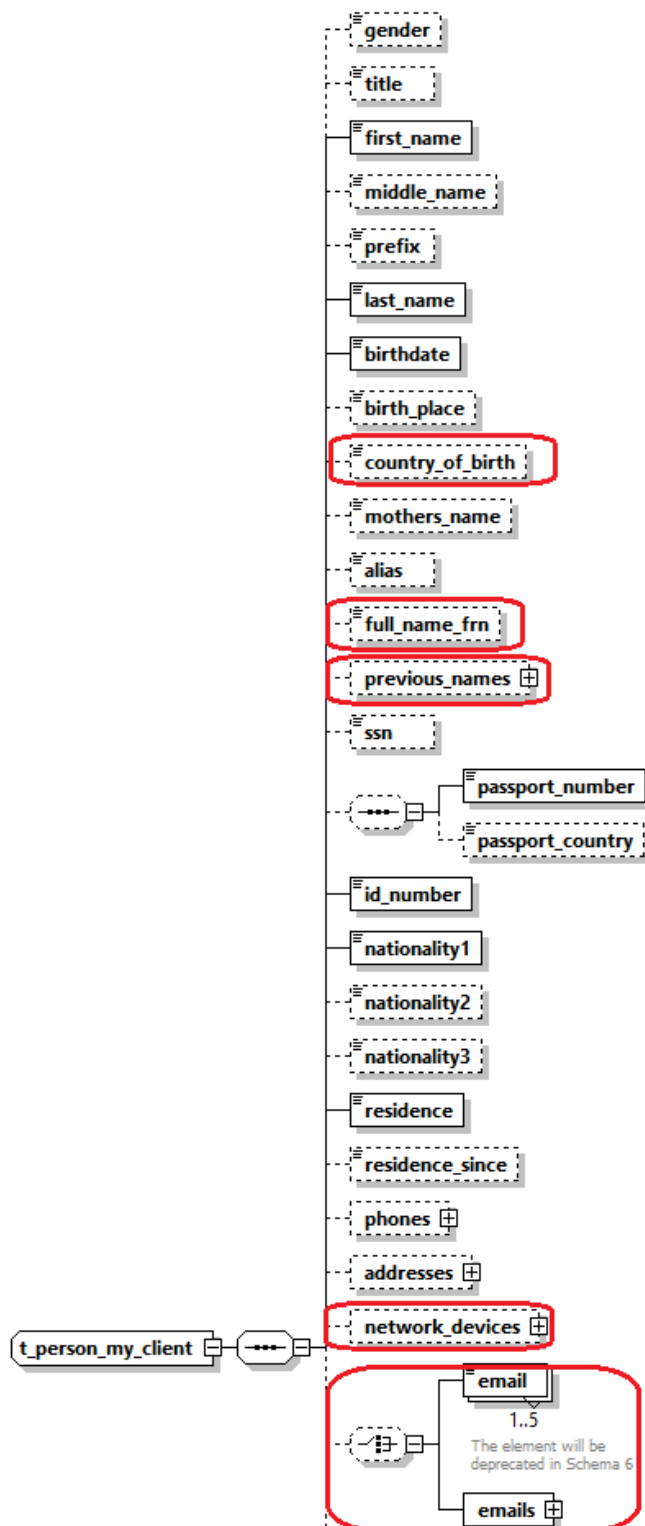 gender
title
first_name
middle_name
prefix
last_name
birthdate
birth_place
country_of_birth
mothers_name
alias
full_name_frn
previous_names
ssn
passport_number
passport_country
id_number
nationality1
nationality2
nationality3
residence
residence_since
phones
addresses
network_devices
t_person_my_client
email
1..5
The element will be
deprecated in Schema 6
emails